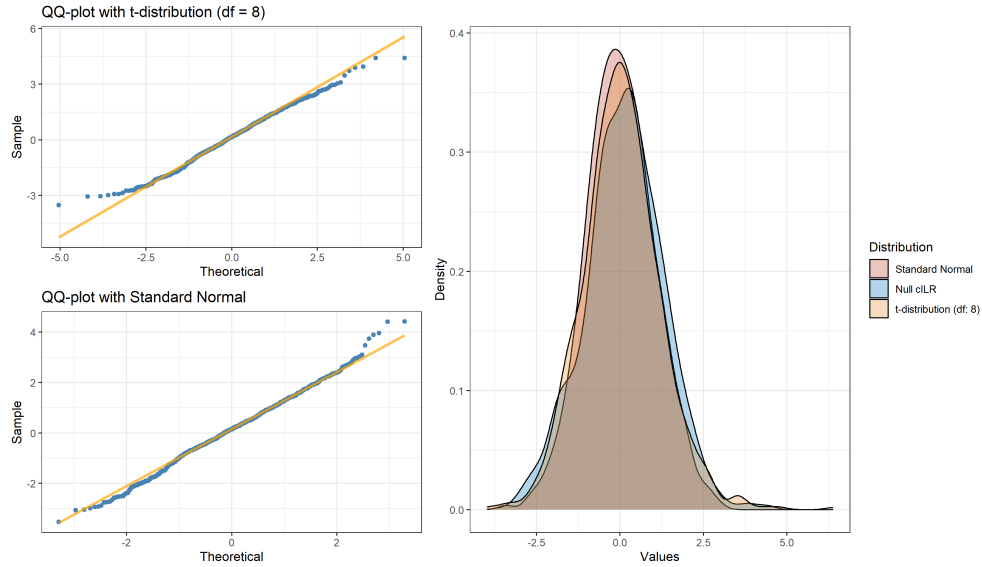 QQ-plot with t-distribution (df = 8)
6
3
0
-3
Sample
-5.0 -2.5 0.0 2.5 5.0
Theoretical
QQ-plot with Standard Normal
4
2
0
-2
Sample
-2 0 2
Theoretical
0.4
0.3
0.2
0.1
0.0
Density
-2.5 0.0 2.5 5.0
Values
Distribution
Standard Normal
Null cILR
t-distribution (df: 8)